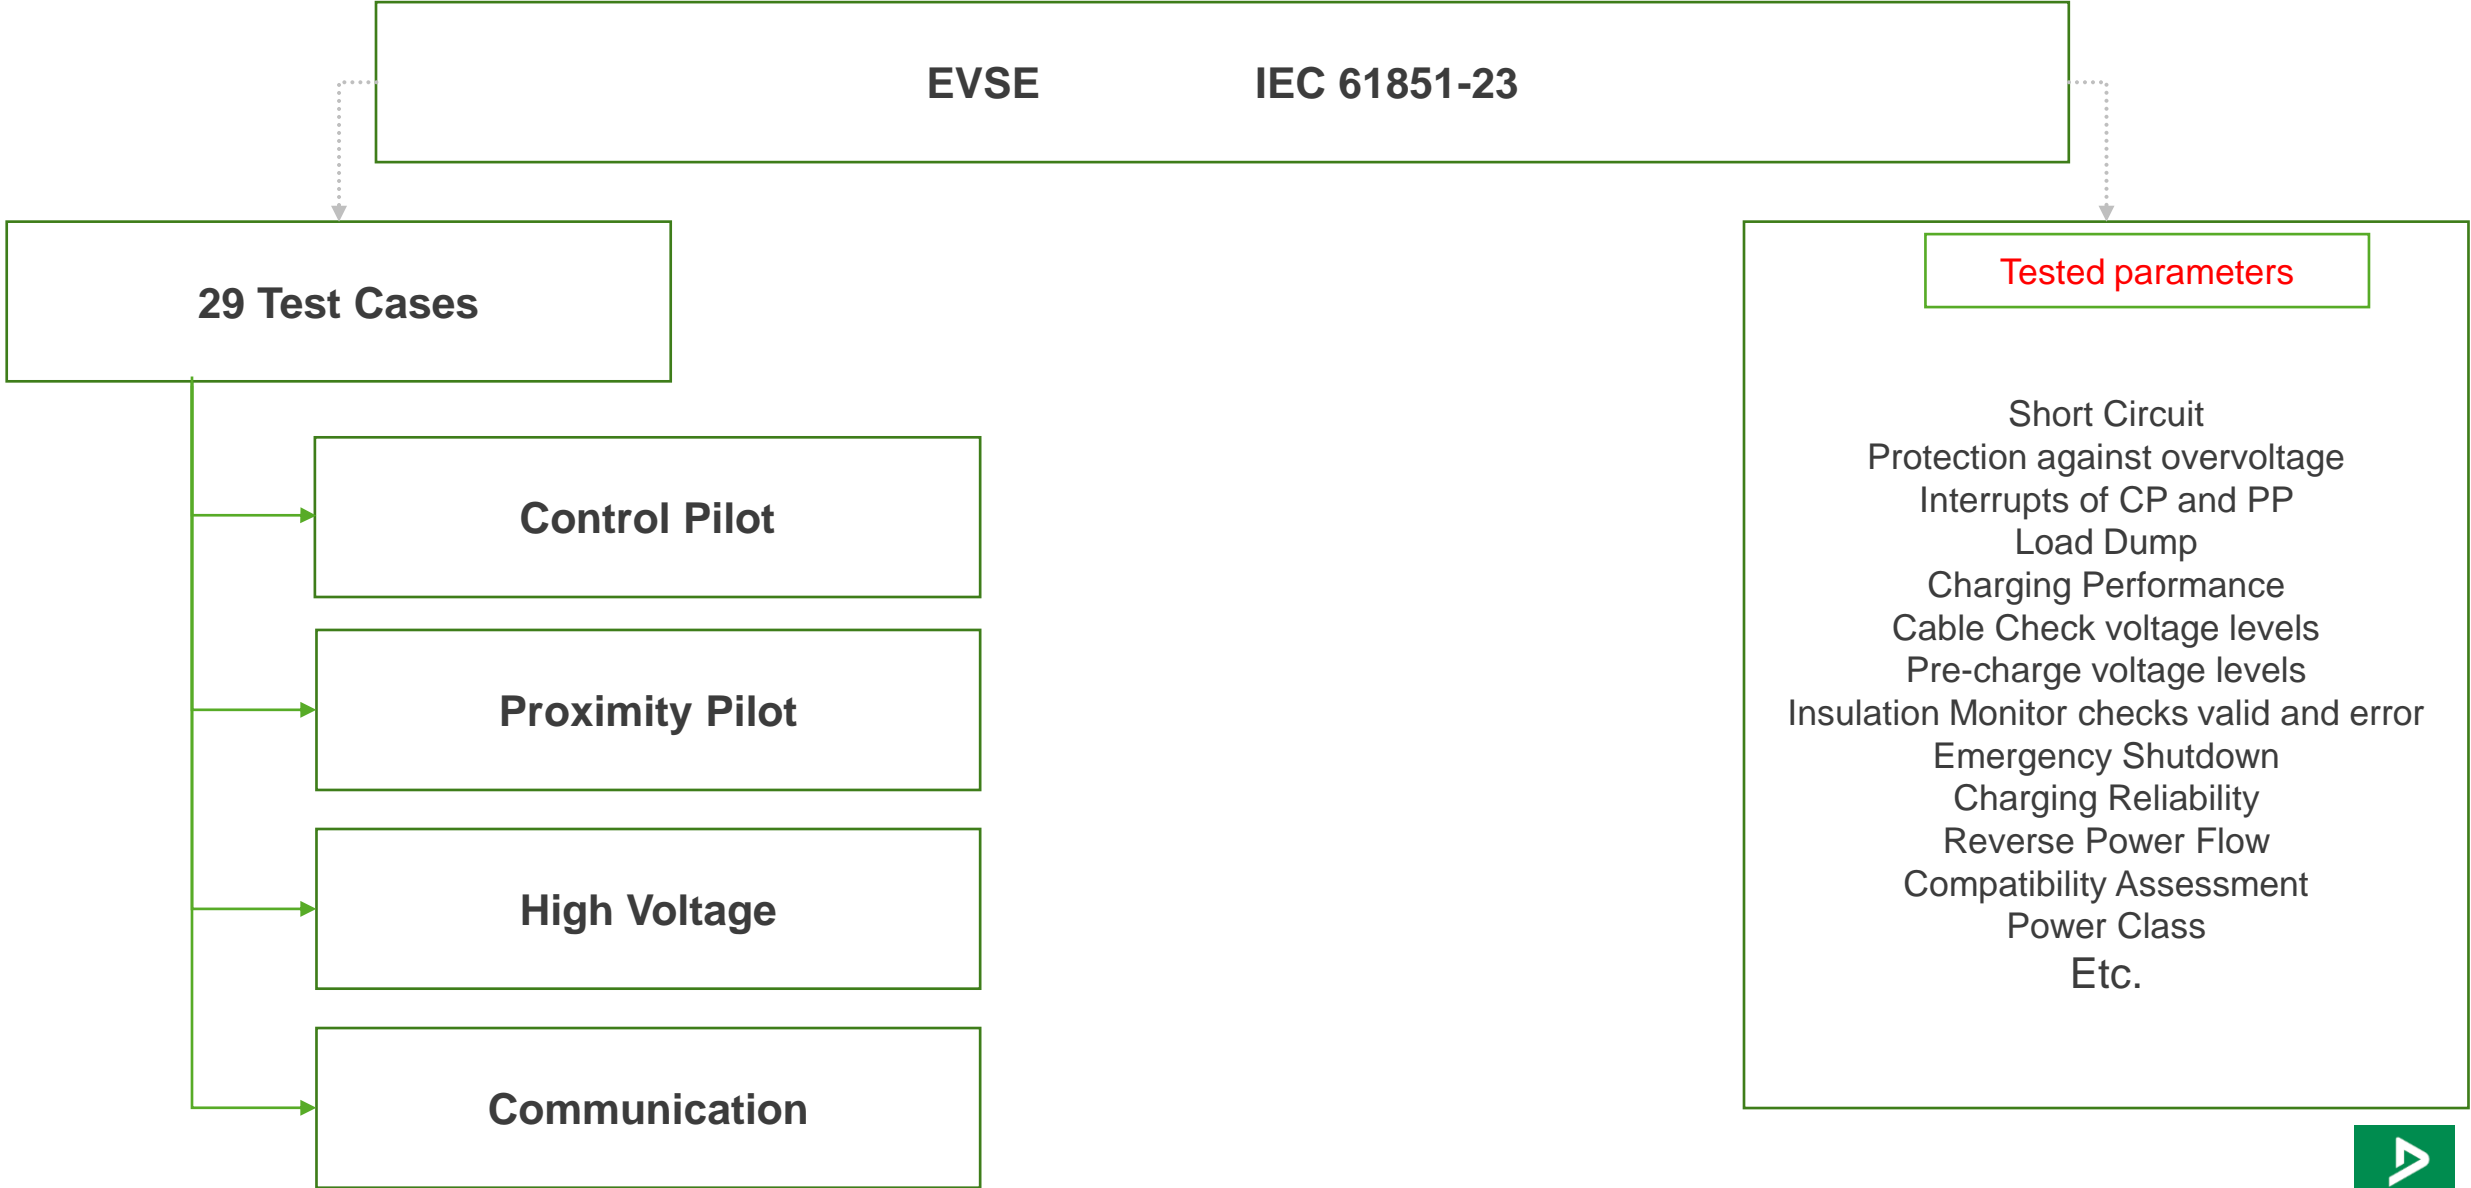 EVSE IEC 61851-23
29 Test Cases
Control Pilot
Proximity Pilot
High Voltage
Communication
Tested parameters
Short Circuit
Protection against overvoltage
Interrupts of CP and PP
Load Dump
Charging Performance
Cable Check voltage levels
Pre-charge voltage levels
Insulation Monitor checks valid and error
Emergency Shutdown
Charging Reliability
Reverse Power Flow
Compatibility Assessment
Power Class
Etc.